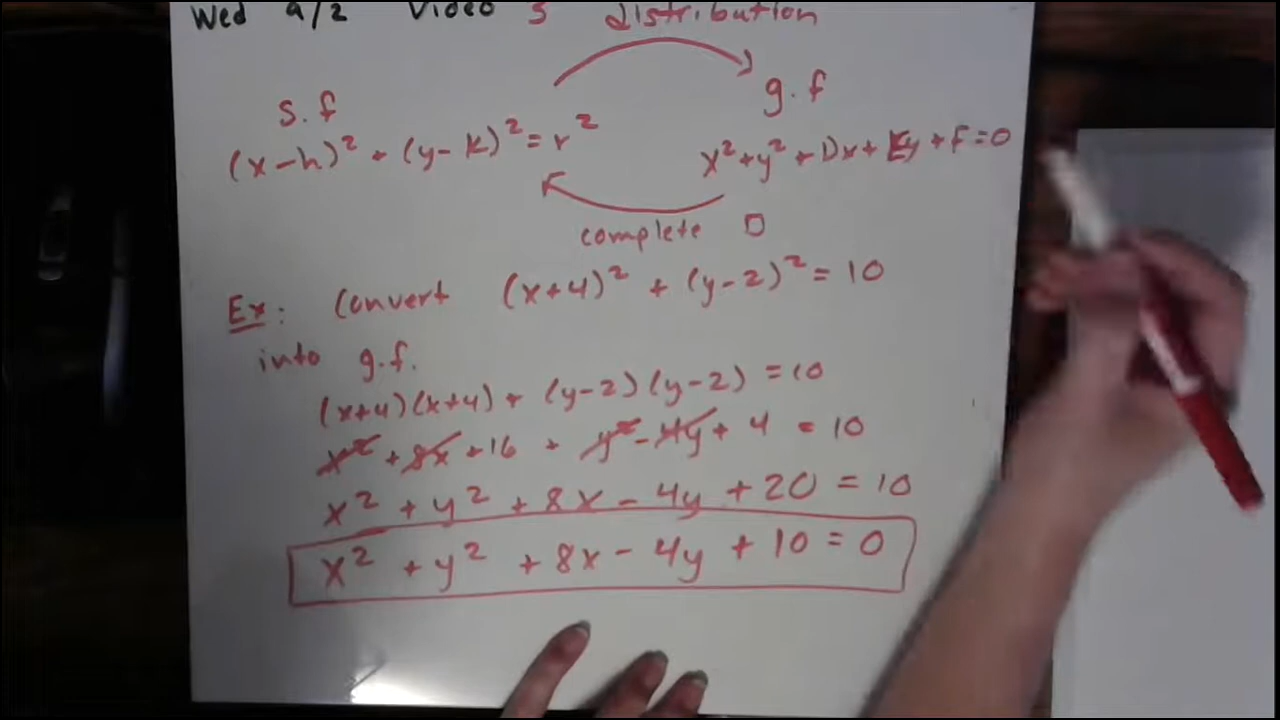 Wed 9/2 Video 3 distribution
s.f g.f
(x-h)² + (y-k)² = r² x²+y²+Dx+Ey+F=0
complete □
Ex: Convert (x+4)² + (y-2)² = 10
into g.f.
(x+4)(x+4) + (y-2)(y-2) = 10
x² + 8x + 16 + y² - 4y + 4 = 10
x² + y² + 8x - 4y + 20 = 10
x² + y² + 8x - 4y + 10 = 0